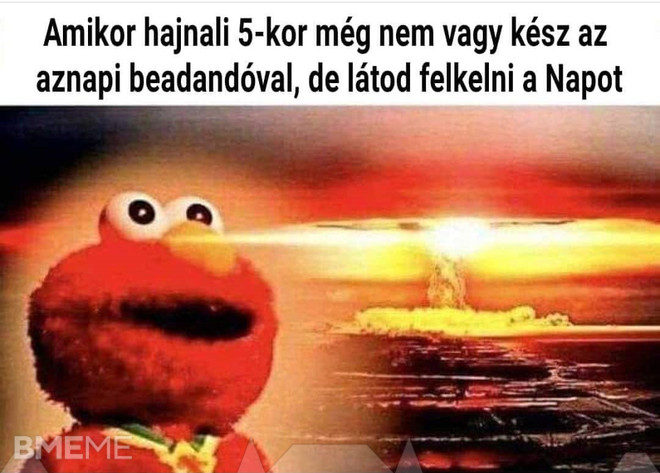 Amikor hajnali 5-kor még nem vagy kész az
aznapi beadandóval, de látod felkelni a Napot
BMEME